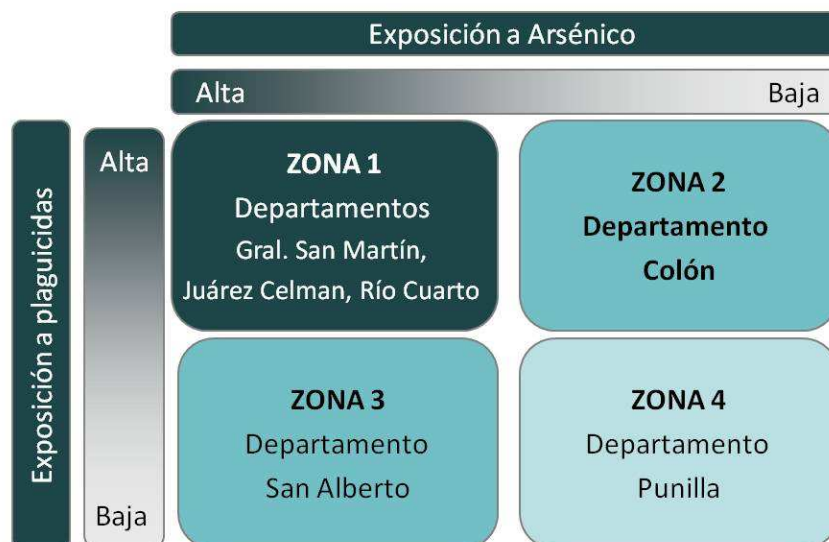 Exposición a Arsénico
Alta
Baja
Exposición a plaguicidas
Alta
Baja
ZONA 1
Departamentos
Gral. San Martín,
Juárez Celman, Río Cuarto
ZONA 2
Departamento
Colón
ZONA 3
Departamento
San Alberto
ZONA 4
Departamento
Punilla